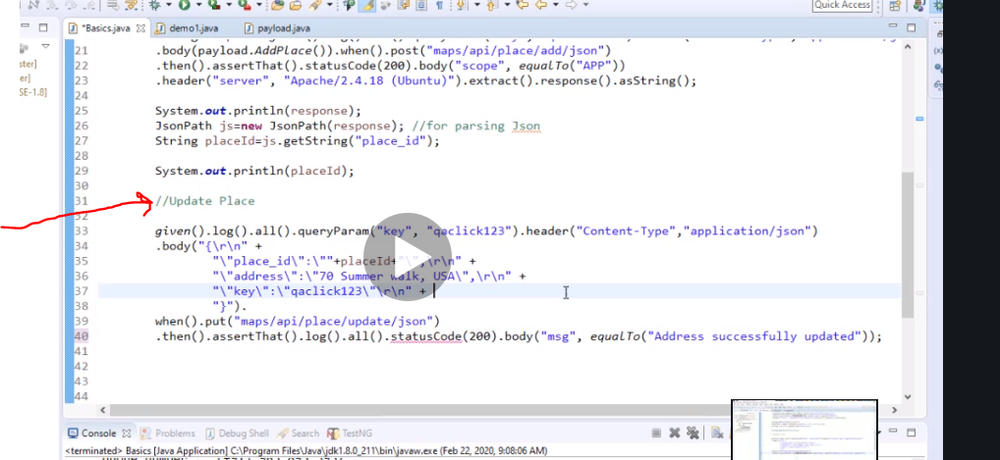 Quick Access
*Basics.java demo1.java payload.java
ster]
er]
SE-1.8]
21 .body(payload.AddPlace()).when().post("maps/api/place/add/json")
22 .then().assertThat().statusCode(200).body("scope", equalTo("APP"))
23 .header("server", "Apache/2.4.18 (Ubuntu)").extract().response().asString();
24
25 System.out.println(response);
26 JsonPath js=new JsonPath(response); //for parsing Json
27 String placeId=js.getString("place_id");
28
29 System.out.println(placeId);
30
31 //Update Place
32
33 given().log().all().queryParam("key", "qaclick123").header("Content-Type","application/json")
34 .body("{\r\n" +
35 "\"place_id\":\""+placeId+"\",\r\n" +
36 "\"address\":\"70 Summer walk, USA\",\r\n" +
37 "\"key\":\"qaclick123\"\r\n" +
38 "}").
39 when().put("maps/api/place/update/json")
40 .then().assertThat().log().all().statusCode(200).body("msg", equalTo("Address successfully updated"));
41
42
43
44
Console Problems Debug Shell Search TestNG
<terminated> Basics [Java Application] C:\Program Files\Java\jdk1.8.0_211\bin\javaw.exe (Feb 22, 2020, 9:08:06 AM)